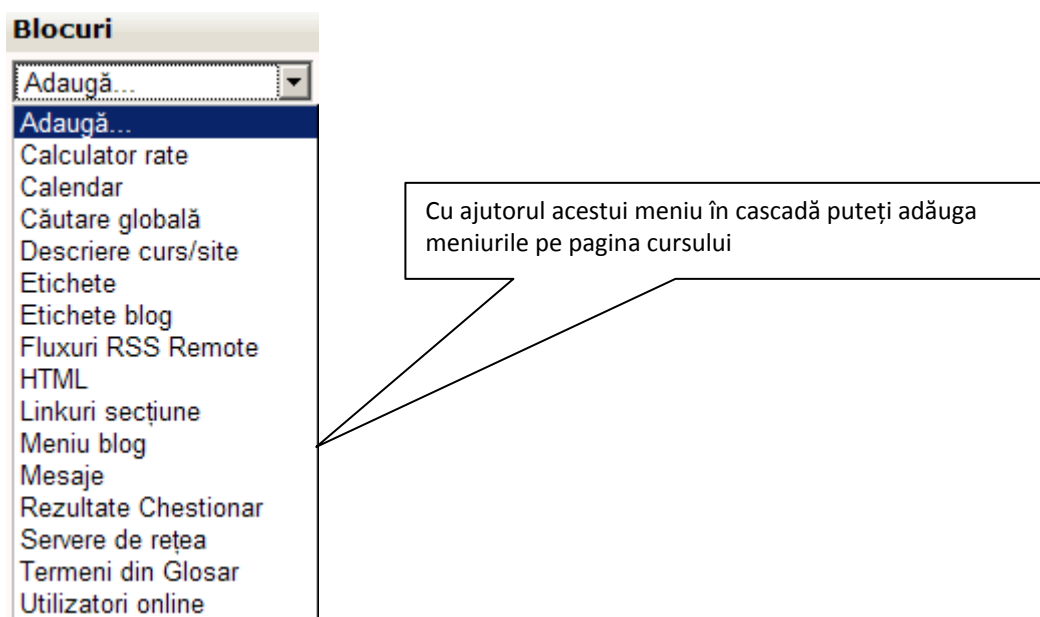 Blocuri
Adaugă...
Adaugă...
Calculator rate
Calendar
Căutare globală
Descriere curs/site
Etichete
Etichete blog
Fluxuri RSS Remote
HTML
Linkuri secțiune
Meniu blog
Mesaje
Rezultate Chestionar
Servere de rețea
Termeni din Glosar
Utilizatori online
Cu ajutorul acestui meniu în cascadă puteți adăuga
meniurile pe pagina cursului